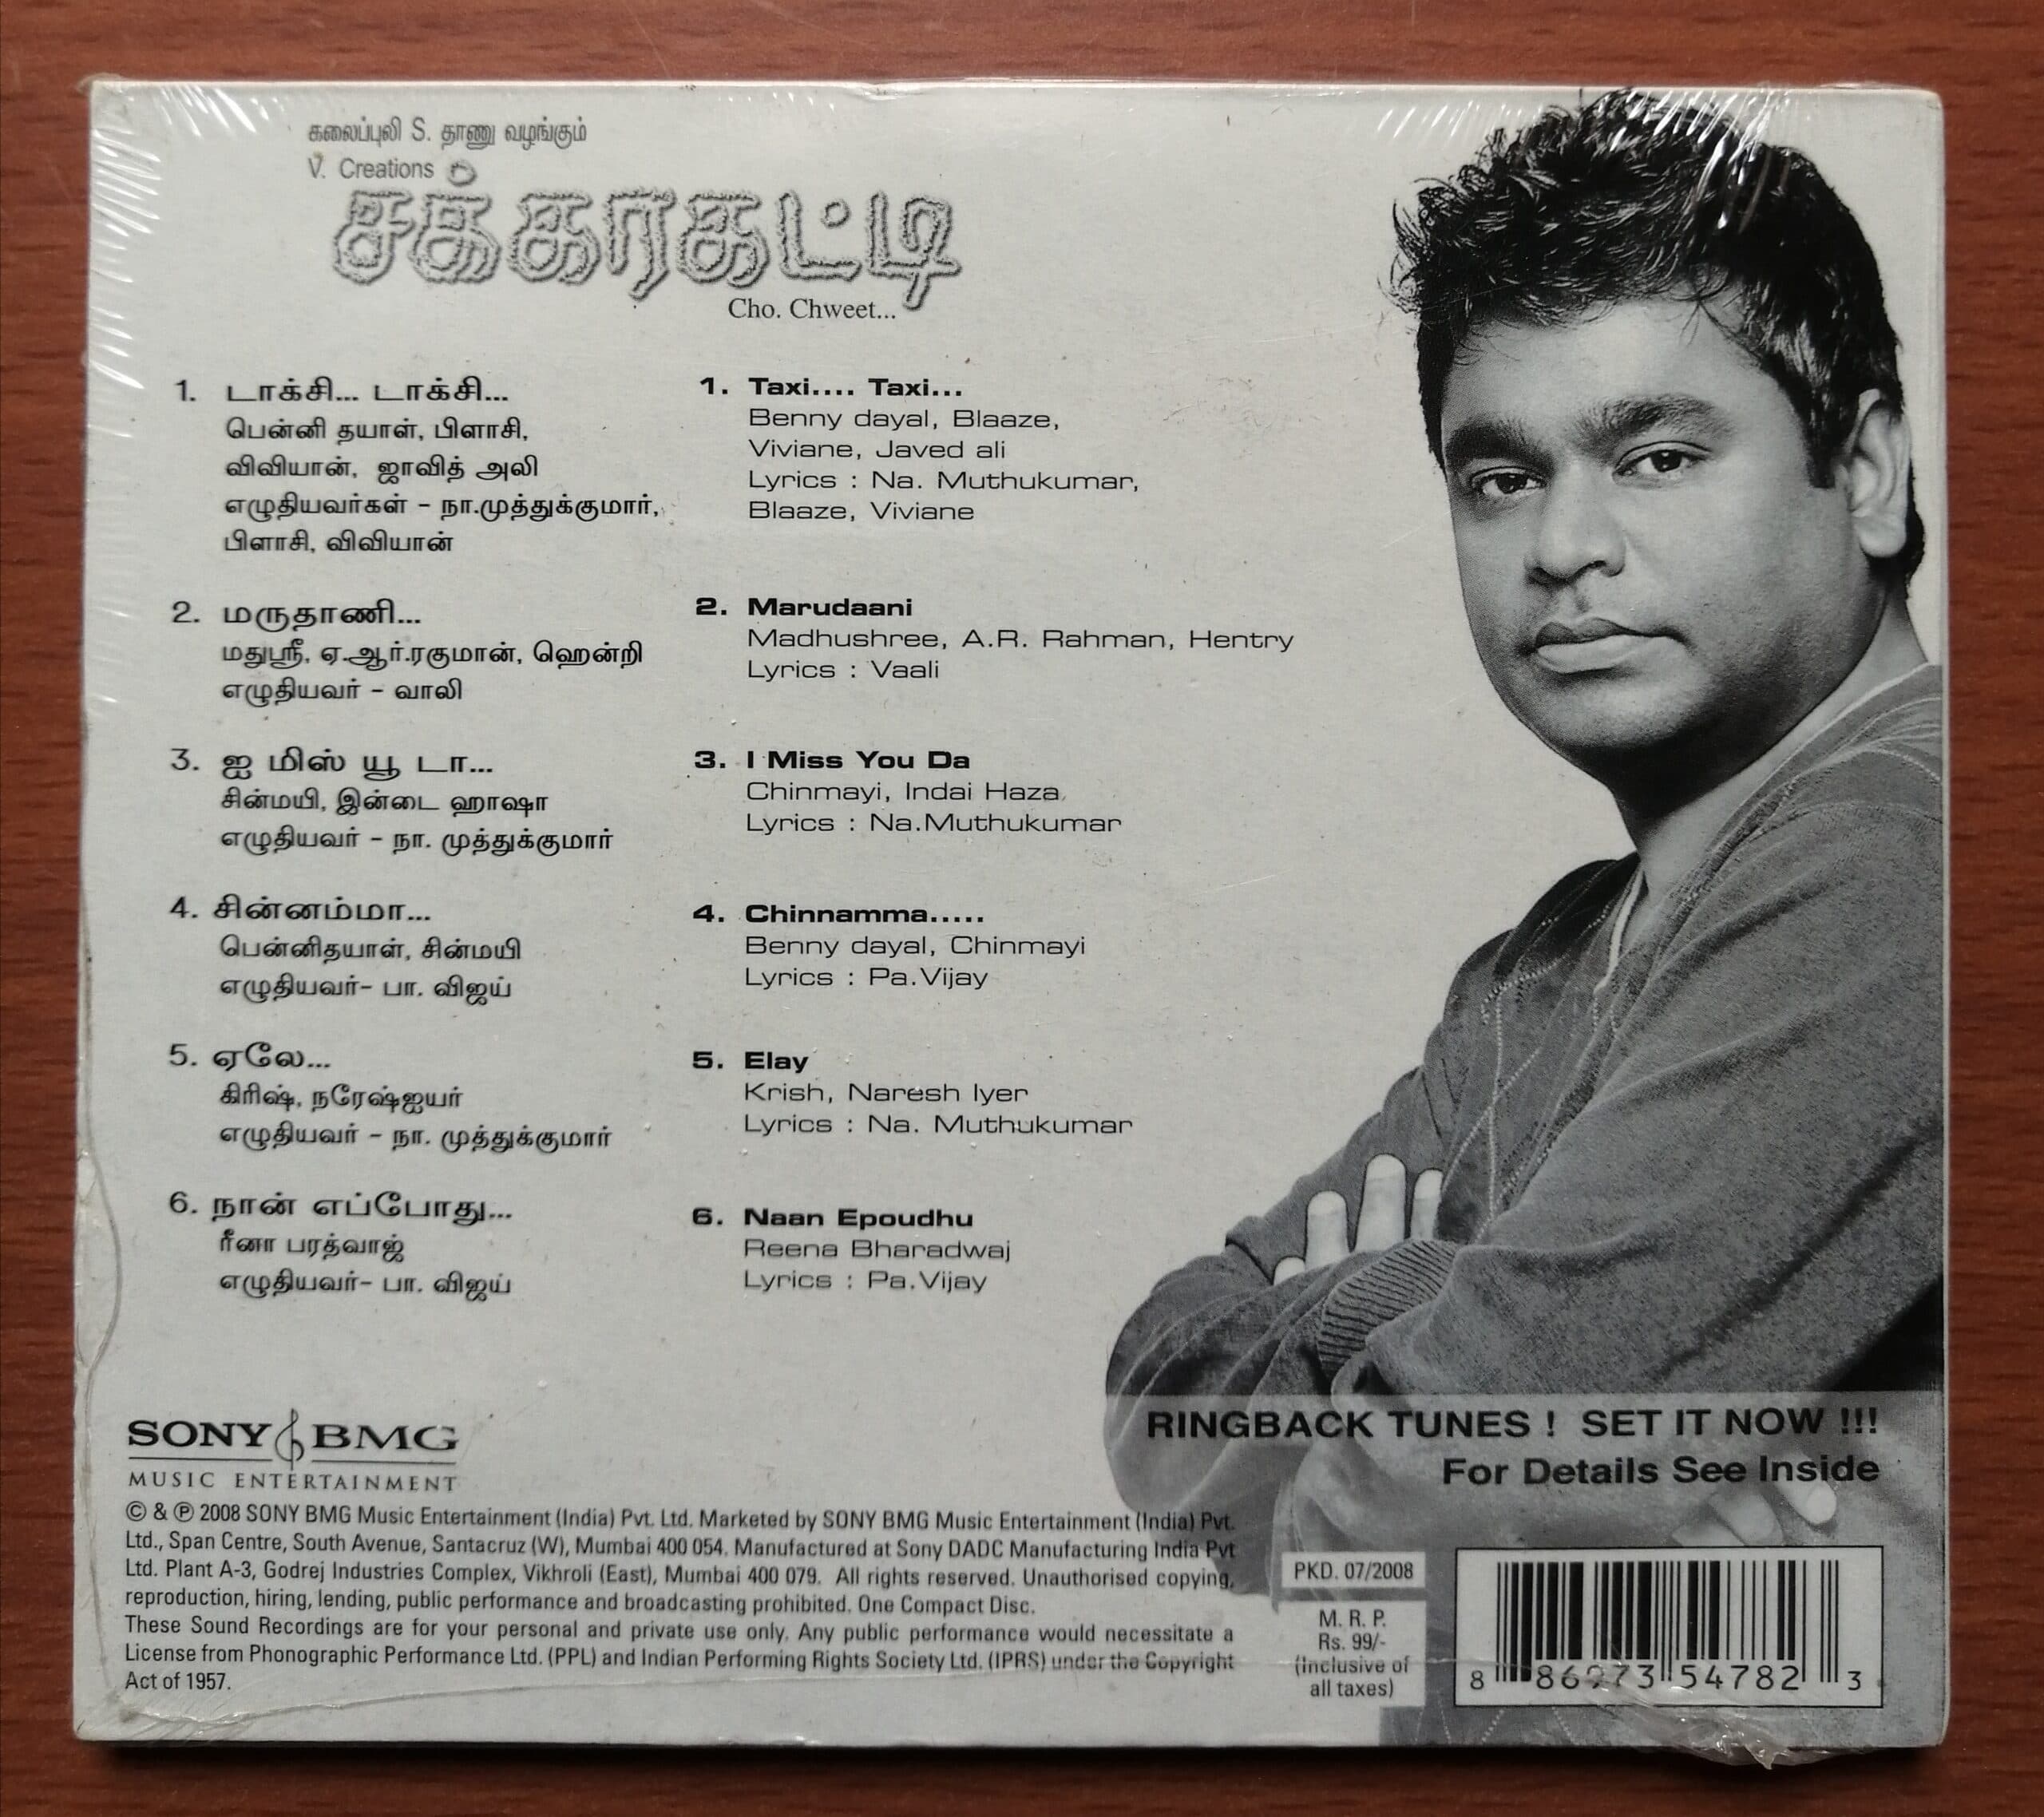 கலைப்புலி S. தாணு வழங்கும்
V. Creations
சக்கரகட்டி
Cho. Chweet...
1. டாக்சி... டாக்சி...
பென்னி தயாள், பிளாசி,
விவியான், ஜாவித் அலி
எழுதியவர்கள் - நா.முத்துக்குமார்,
பிளாசி, விவியான்
2. மருதாணி...
மதுஸ்ரீ, ஏ.ஆர்.ரகுமான், ஹென்றி
எழுதியவர் - வாலி
3. ஐ மிஸ் யூ டா...
சின்மயி, இன்டை ஹாஷா
எழுதியவர் - நா. முத்துக்குமார்
4. சின்னம்மா...
பென்னிதயாள், சின்மயி
எழுதியவர்- பா. விஜய்
5. ஏலே...
கிரிஷ், நரேஷ்ஐயர்
எழுதியவர் - நா. முத்துக்குமார்
6. நான் எப்போது...
ரீனா பரத்வாஜ்
எழுதியவர்- பா. விஜய்
1. Taxi.... Taxi...
Benny dayal, Blaaze,
Viviane, Javed ali
Lyrics : Na. Muthukumar,
Blaaze, Viviane
2. Marudaani
Madhushree, A.R. Rahman, Hentry
Lyrics : Vaali
3. I Miss You Da
Chinmayi, Indai Haza
Lyrics : Na.Muthukumar
4. Chinnamma.....
Benny dayal, Chinmayi
Lyrics : Pa.Vijay
5. Elay
Krish, Naresh Iyer
Lyrics : Na. Muthukumar
6. Naan Epoudhu
Reena Bharadwaj
Lyrics : Pa.Vijay
RINGBACK TUNES ! SET IT NOW !!!
For Details See Inside
SONY BMG
MUSIC ENTERTAINMENT
© & ℗ 2008 SONY BMG Music Entertainment (India) Pvt. Ltd. Marketed by SONY BMG Music Entertainment (India) Pvt.
Ltd., Span Centre, South Avenue, Santacruz (W), Mumbai 400 054. Manufactured at Sony DADC Manufacturing India Pvt
Ltd. Plant A-3, Godrej Industries Complex, Vikhroli (East), Mumbai 400 079. All rights reserved. Unauthorised copying,
reproduction, hiring, lending, public performance and broadcasting prohibited. One Compact Disc.
These Sound Recordings are for your personal and private use only. Any public performance would necessitate a
License from Phonographic Performance Ltd. (PPL) and Indian Performing Rights Society Ltd. (IPRS) under the Copyright
Act of 1957.
PKD. 07/2008
M. R. P.
Rs. 99/-
(Inclusive of
all taxes)
8 86973 54782 3